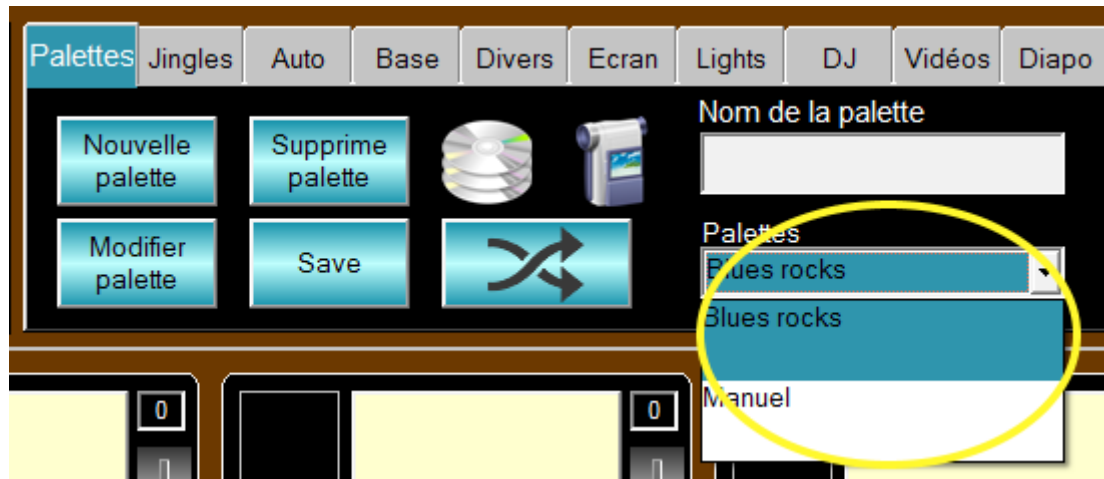 Palettes Jingles Auto Base Divers Ecran Lights DJ Vidéos Diapo
Nouvelle
palette
Supprime
palette
Nom de la palette
Modifier
palette
Save
Palettes
Blues rocks
Blues rocks
Manuel
0
0